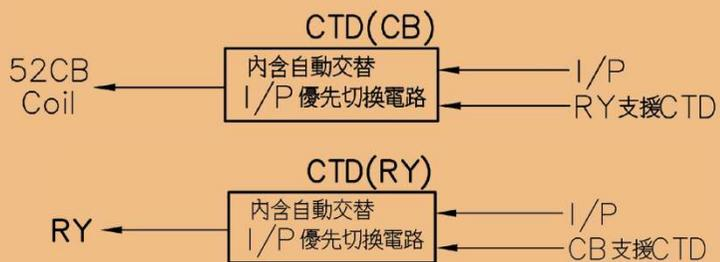 CTD(CB)
52CB
Coil
內含自動交替
I/P 優先切換電路
I/P
RY支援CTD
CTD(RY)
RY
內含自動交替
I/P 優先切換電路
I/P
CB支援CTD